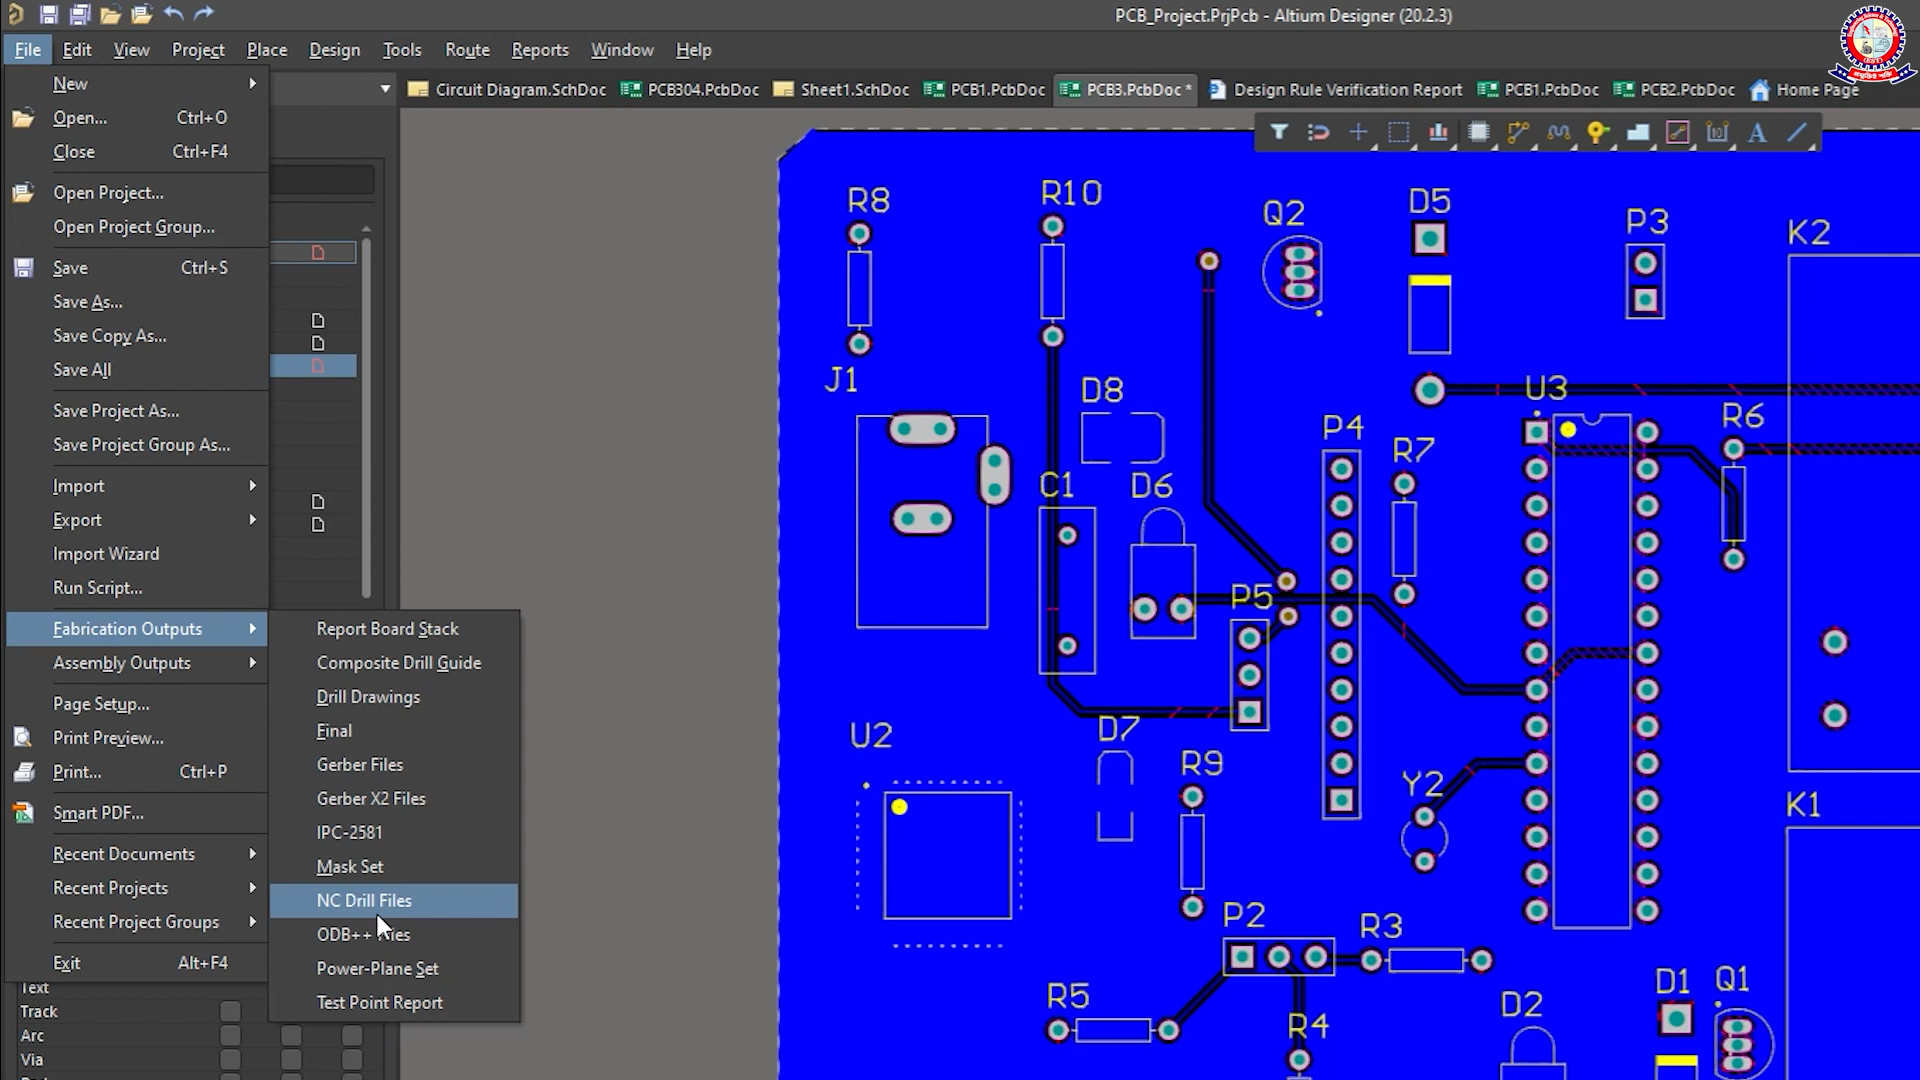 PCB_Project.PrjPcb - Altium Designer (20.2.3)
File Edit View Project Place Design Tools Route Reports Window Help
Circuit Diagram.SchDoc PCB304.PcbDoc Sheet1.SchDoc PCB1.PcbDoc PCB3.PcbDoc * Design Rule Verification Report PCB1.PcbDoc PCB2.PcbDoc Home Page
New
Open... Ctrl+O
Close Ctrl+F4
Open Project...
Open Project Group...
Save Ctrl+S
Save As...
Save Copy As...
Save All
Save Project As...
Save Project Group As...
Import
Export
Import Wizard
Run Script...
Fabrication Outputs
Assembly Outputs
Page Setup...
Print Preview...
Print... Ctrl+P
Smart PDF...
Recent Documents
Recent Projects
Recent Project Groups
Exit Alt+F4
Text
Track
Arc
Via
Report Board Stack
Composite Drill Guide
Drill Drawings
Final
Gerber Files
Gerber X2 Files
IPC-2581
Mask Set
NC Drill Files
ODB++ Files
Power-Plane Set
Test Point Report
R8 R10 Q2 D5 P3 K2
J1 D8 P4 R7 U3 R6
C1 D6
P5
U2 D7 R9 Y2 K1
P2 R3
R5 R4 D2 D1 Q1